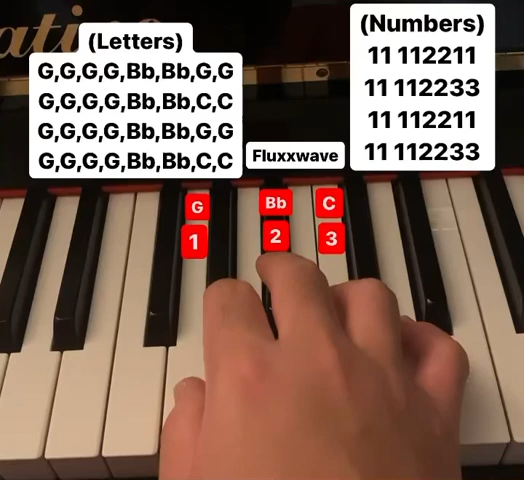 (Letters)
G,G,G,G,Bb,Bb,G,G
G,G,G,G,Bb,Bb,C,C
G,G,G,G,Bb,Bb,G,G
G,G,G,G,Bb,Bb,C,C
(Numbers)
11 112211
11 112233
11 112211
11 112233
Fluxxwave
G
Bb
C
1
2
3